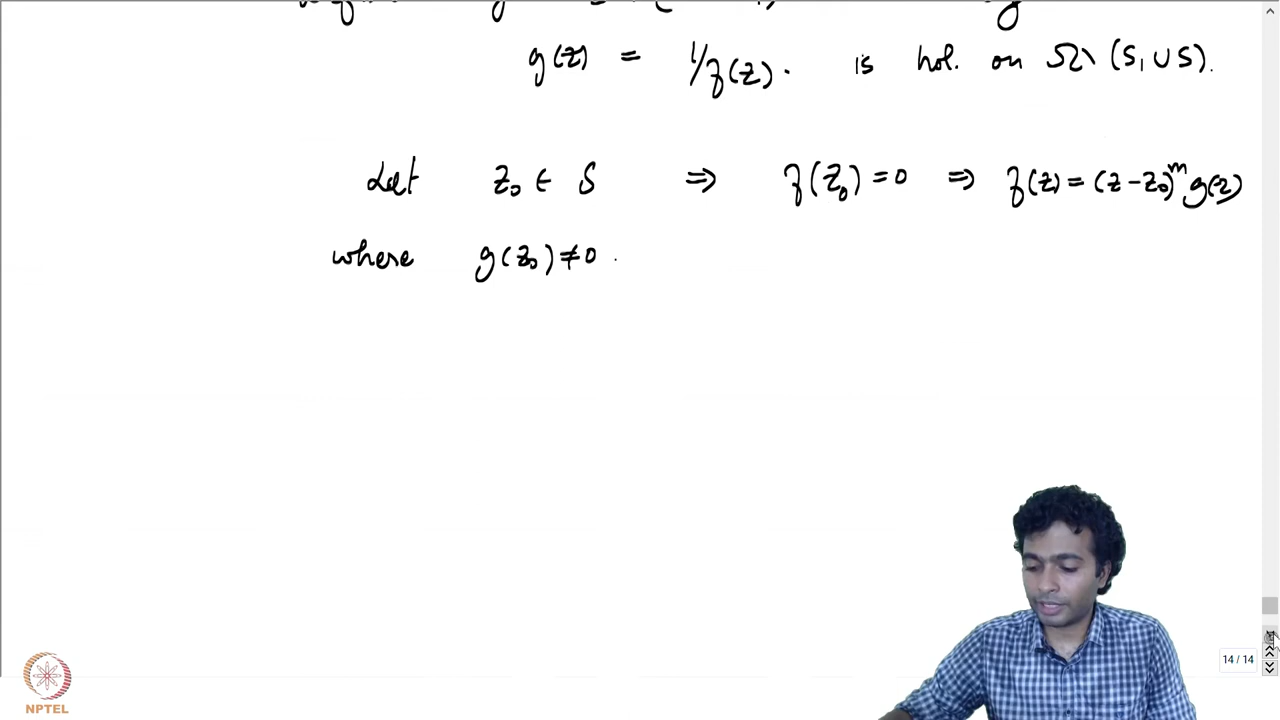 g(z) = 1/f(z). is hol. on Ω\(S₁ ∪ S).
Let z₀ ∈ S ⇒ f(z₀) = 0 ⇒ f(z) = (z-z₀)ᵐ g(z)
where g(z₀) ≠ 0.
14 / 14
NPTEL